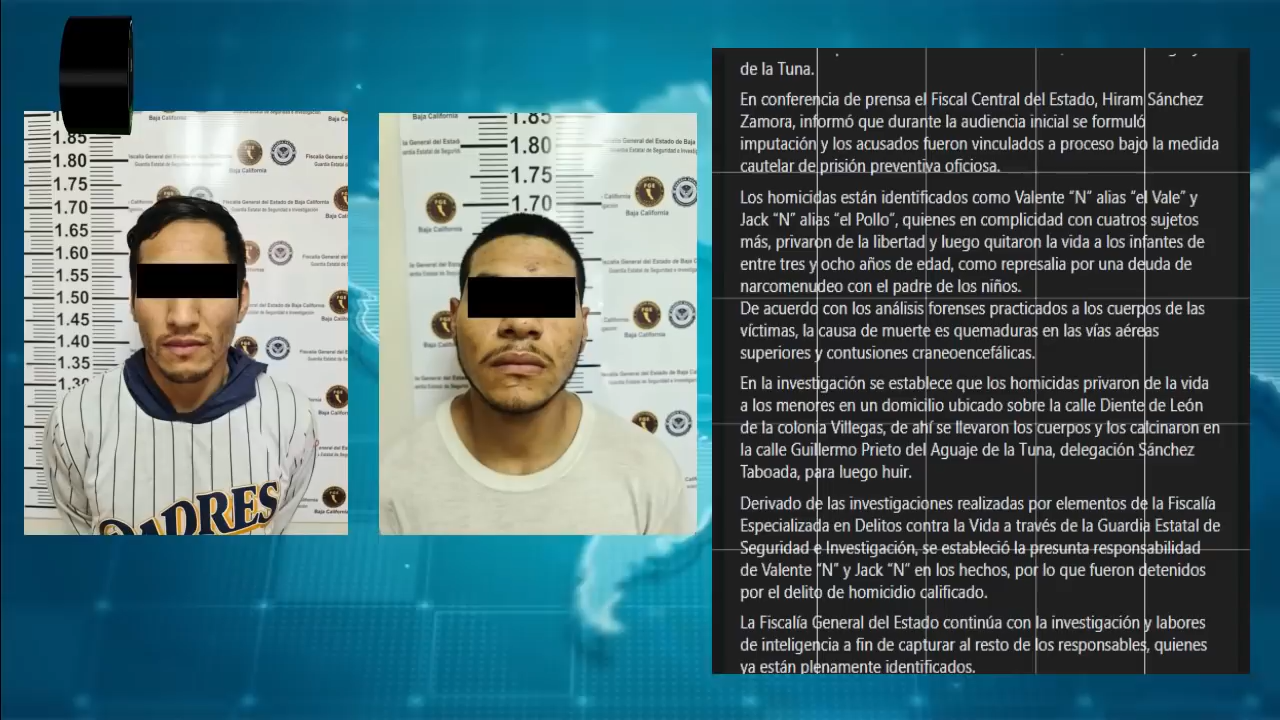 1.85
1.80
1.75
1.70
1.65
1.60
1.55
1.50
1.45
1.40
1.35
1.30
Baja California
Fiscalía General del Estado de Baja California
Guardia Estatal de Seguridad e Investigación
Baja California
PADRES
Baja California
1.85
1.80
1.75
1.70
FGE
Baja California
Baja California
de la Tuna.
En conferencia de prensa el Fiscal Central del Estado, Hiram Sánchez
Zamora, informó que durante la audiencia inicial se formuló
imputación y los acusados fueron vinculados a proceso bajo la medida
cautelar de prisión preventiva oficiosa.
Los homicidas están identificados como Valente “N” alias “el Vale” y
Jack “N” alias “el Pollo”, quienes en complicidad con cuatros sujetos
más, privaron de la libertad y luego quitaron la vida a los infantes de
entre tres y ocho años de edad, como represalia por una deuda de
narcomenudeo con el padre de los niños.
De acuerdo con los análisis forenses practicados a los cuerpos de las
víctimas, la causa de muerte es quemaduras en las vías aéreas
superiores y contusiones craneoencefálicas.
En la investigación se establece que los homicidas privaron de la vida
a los menores en un domicilio ubicado sobre la calle Diente de León
de la colonia Villegas, de ahí se llevaron los cuerpos y los calcinaron en
la calle Guillermo Prieto del Aguaje de la Tuna, delegación Sánchez
Taboada, para luego huir.
Derivado de las investigaciones realizadas por elementos de la Fiscalía
Especializada en Delitos contra la Vida a través de la Guardia Estatal de
Seguridad e Investigación, se estableció la presunta responsabilidad
de Valente “N” y Jack “N” en los hechos, por lo que fueron detenidos
por el delito de homicidio calificado.
La Fiscalía General del Estado continúa con la investigación y labores
de inteligencia a fin de capturar al resto de los responsables, quienes
ya están plenamente identificados.